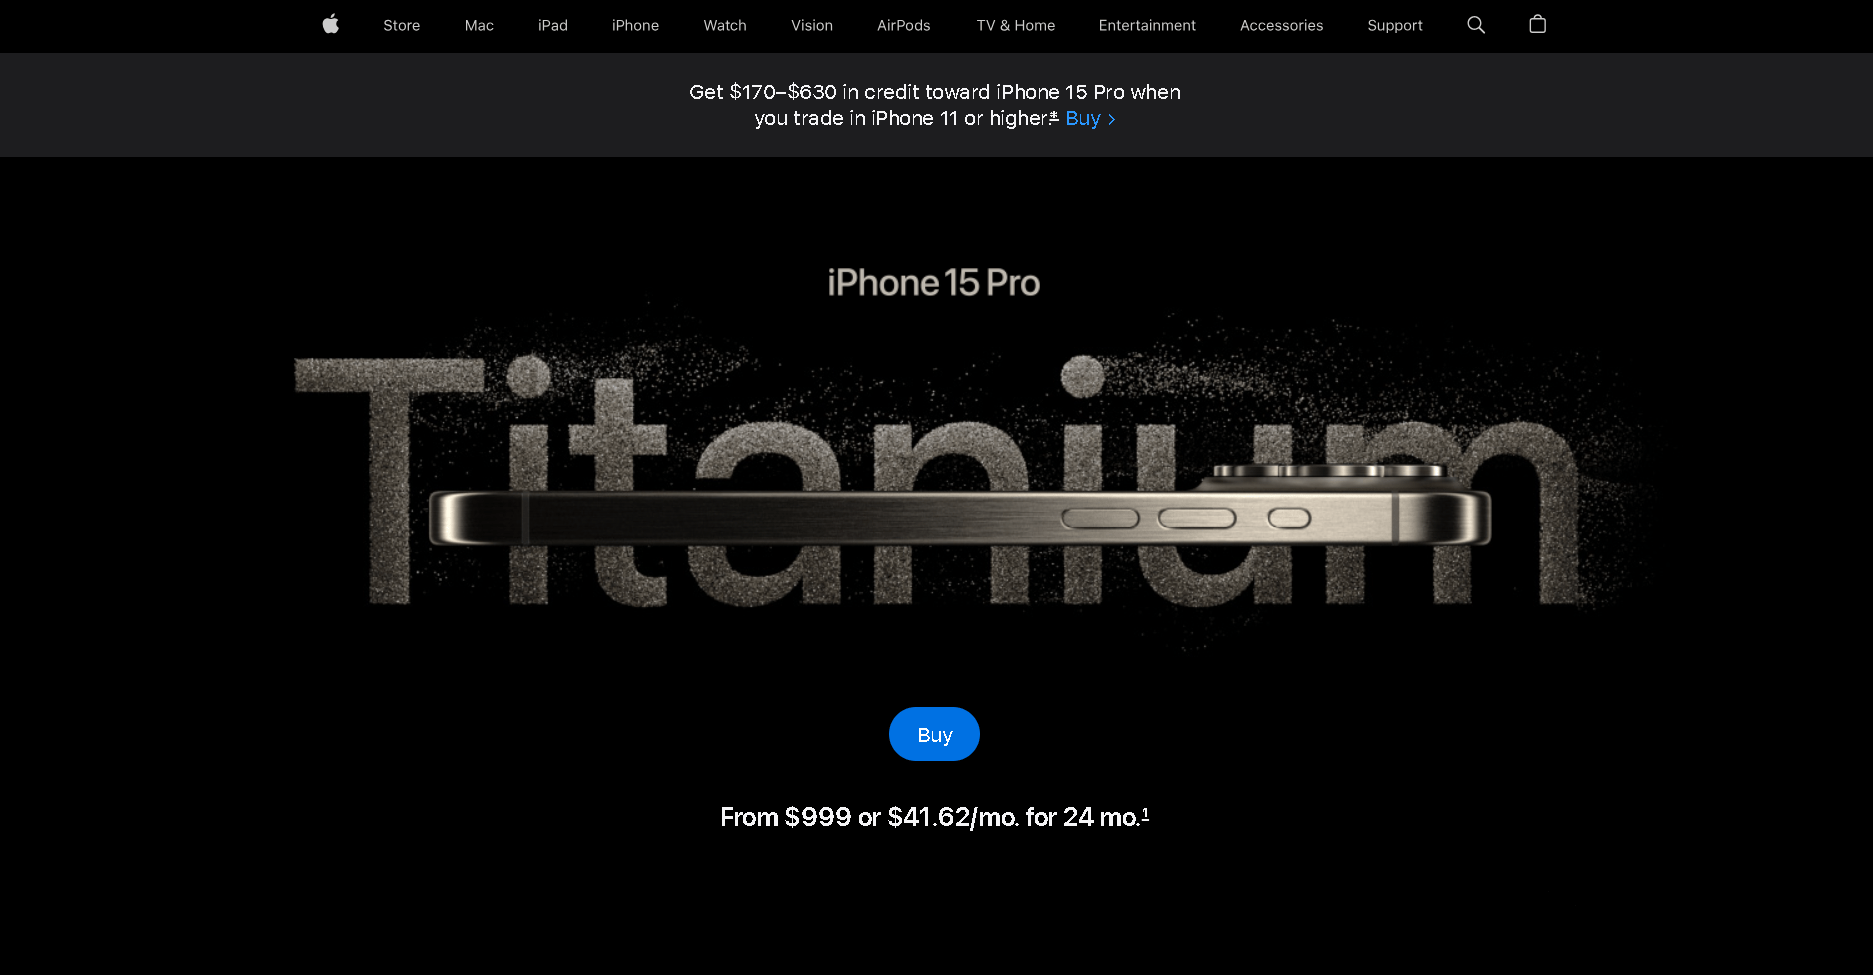 Store Mac iPad iPhone Watch Vision AirPods TV & Home Entertainment Accessories Support
Get $170–$630 in credit toward iPhone 15 Pro when
you trade in iPhone 11 or higher.* Buy >
iPhone 15 Pro
Titanium
Buy
From $999 or $41.62/mo. for 24 mo.1